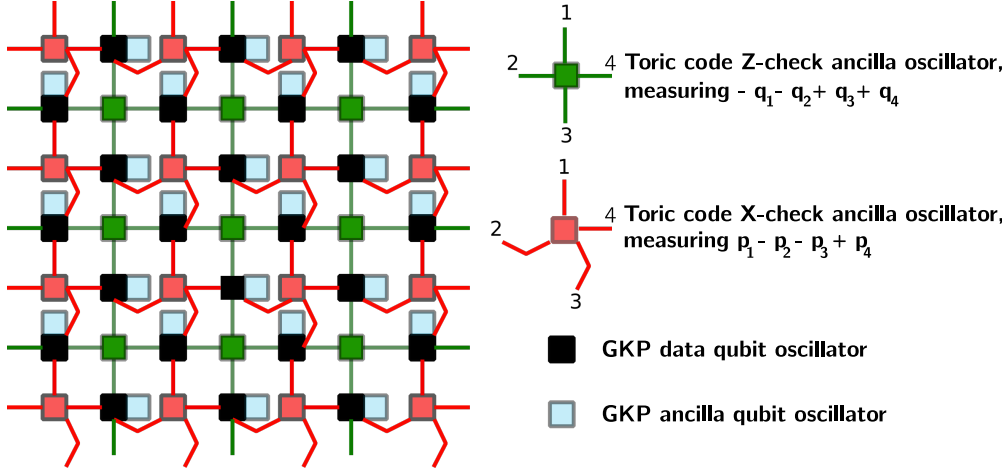 1
2
4
Toric code Z-check ancilla oscillator,
measuring - q₁- q₂+ q₃+ q₄
3
1
2
4
Toric code X-check ancilla oscillator,
measuring p₁- p₂- p₃+ p₄
3
GKP data qubit oscillator
GKP ancilla qubit oscillator